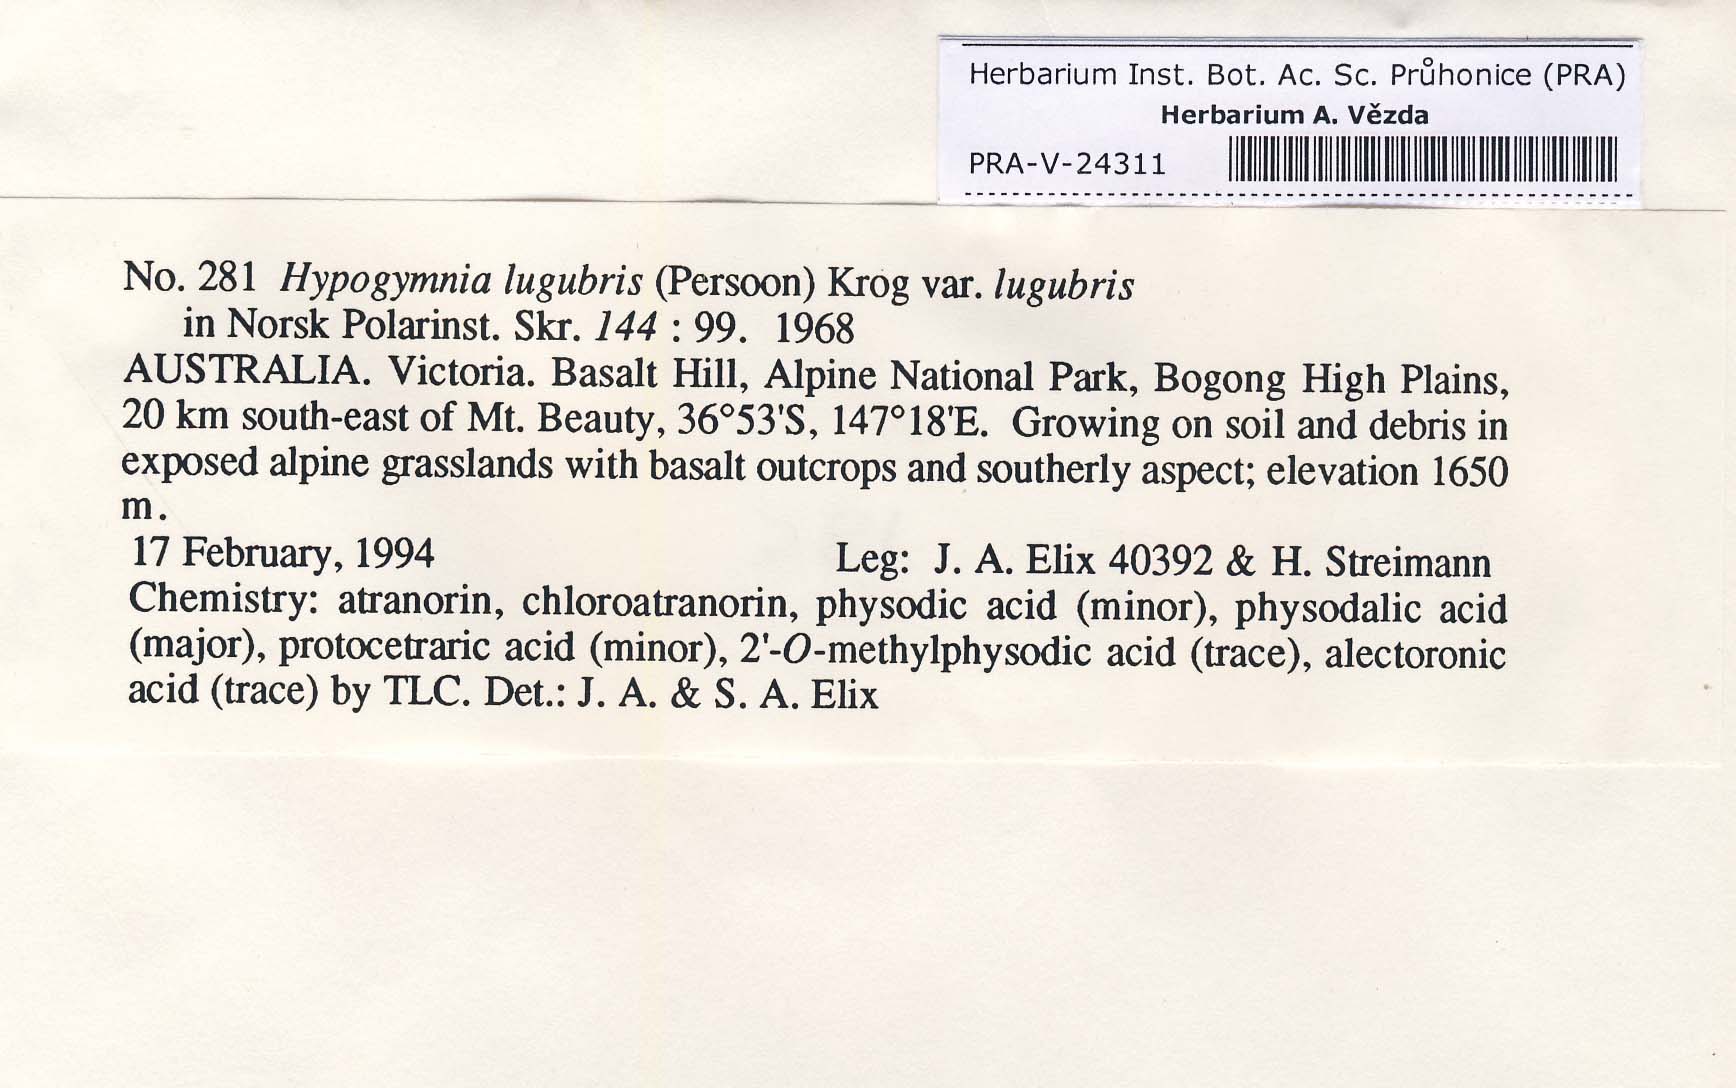 Herbarium Inst. Bot. Ac. Sc. Průhonice (PRA)
Herbarium A. Vězda
PRA-V-24311
No. 281 Hypogymnia lugubris (Persoon) Krog var. lugubris
in Norsk Polarinst. Skr. 144 : 99. 1968
AUSTRALIA. Victoria. Basalt Hill, Alpine National Park, Bogong High Plains,
20 km south-east of Mt. Beauty, 36°53'S, 147°18'E. Growing on soil and debris in
exposed alpine grasslands with basalt outcrops and southerly aspect; elevation 1650
m.
17 February, 1994 Leg: J. A. Elix 40392 & H. Streimann
Chemistry: atranorin, chloroatranorin, physodic acid (minor), physodalic acid
(major), protocetraric acid (minor), 2'-O-methylphysodic acid (trace), alectoronic
acid (trace) by TLC. Det.: J. A. & S. A. Elix